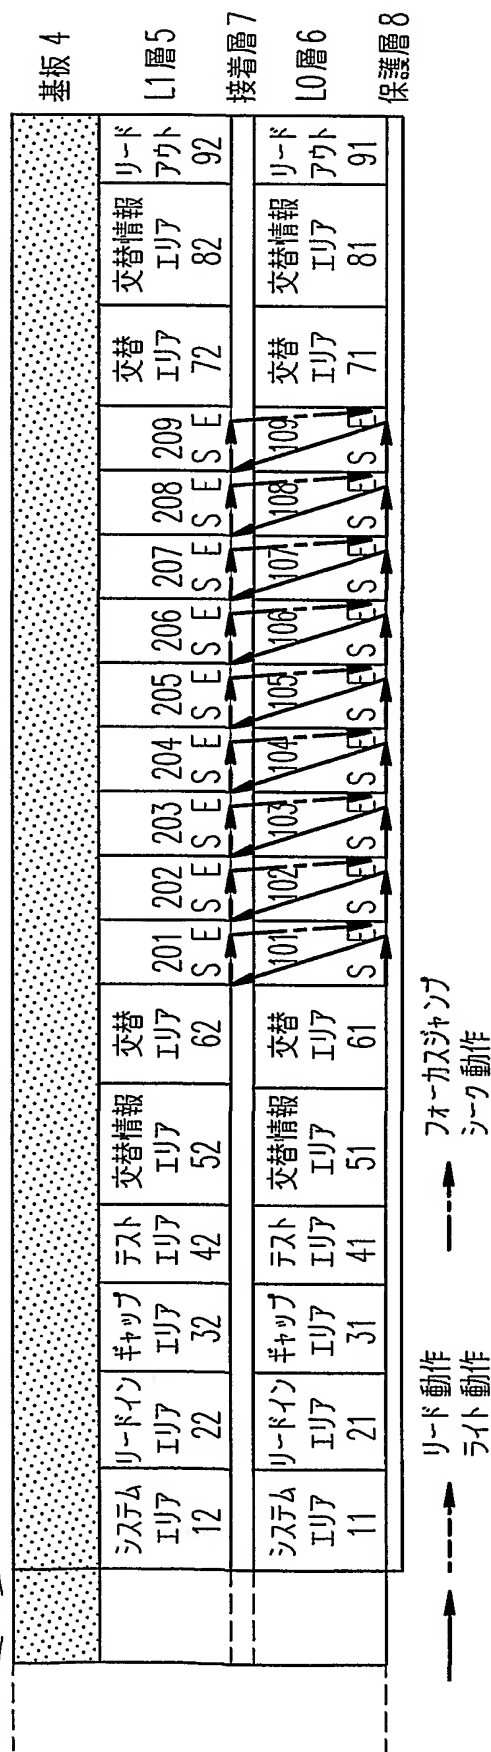 基板 4
L1層5
接着層7
L0層6
保護層8
システム
エリア
12
リードイン
エリア
22
ギャップ
エリア
32
テスト
エリア
42
交替情報
エリア
52
交替
エリア
62
201
S E
202
S E
203
S E
204
S E
205
S E
206
S E
207
S E
208
S E
209
S E
交替
エリア
72
交替情報
エリア
82
リード
アウト
92
システム
エリア
11
リードイン
エリア
21
ギャップ
エリア
31
テスト
エリア
41
交替情報
エリア
51
交替
エリア
61
101
S E
102
S E
103
S E
104
S E
105
S E
106
S E
107
S E
108
S E
109
S E
交替
エリア
71
交替情報
エリア
81
リード
アウト
91
リード動作
ライト動作
フォーカスジャンプ
シーク動作